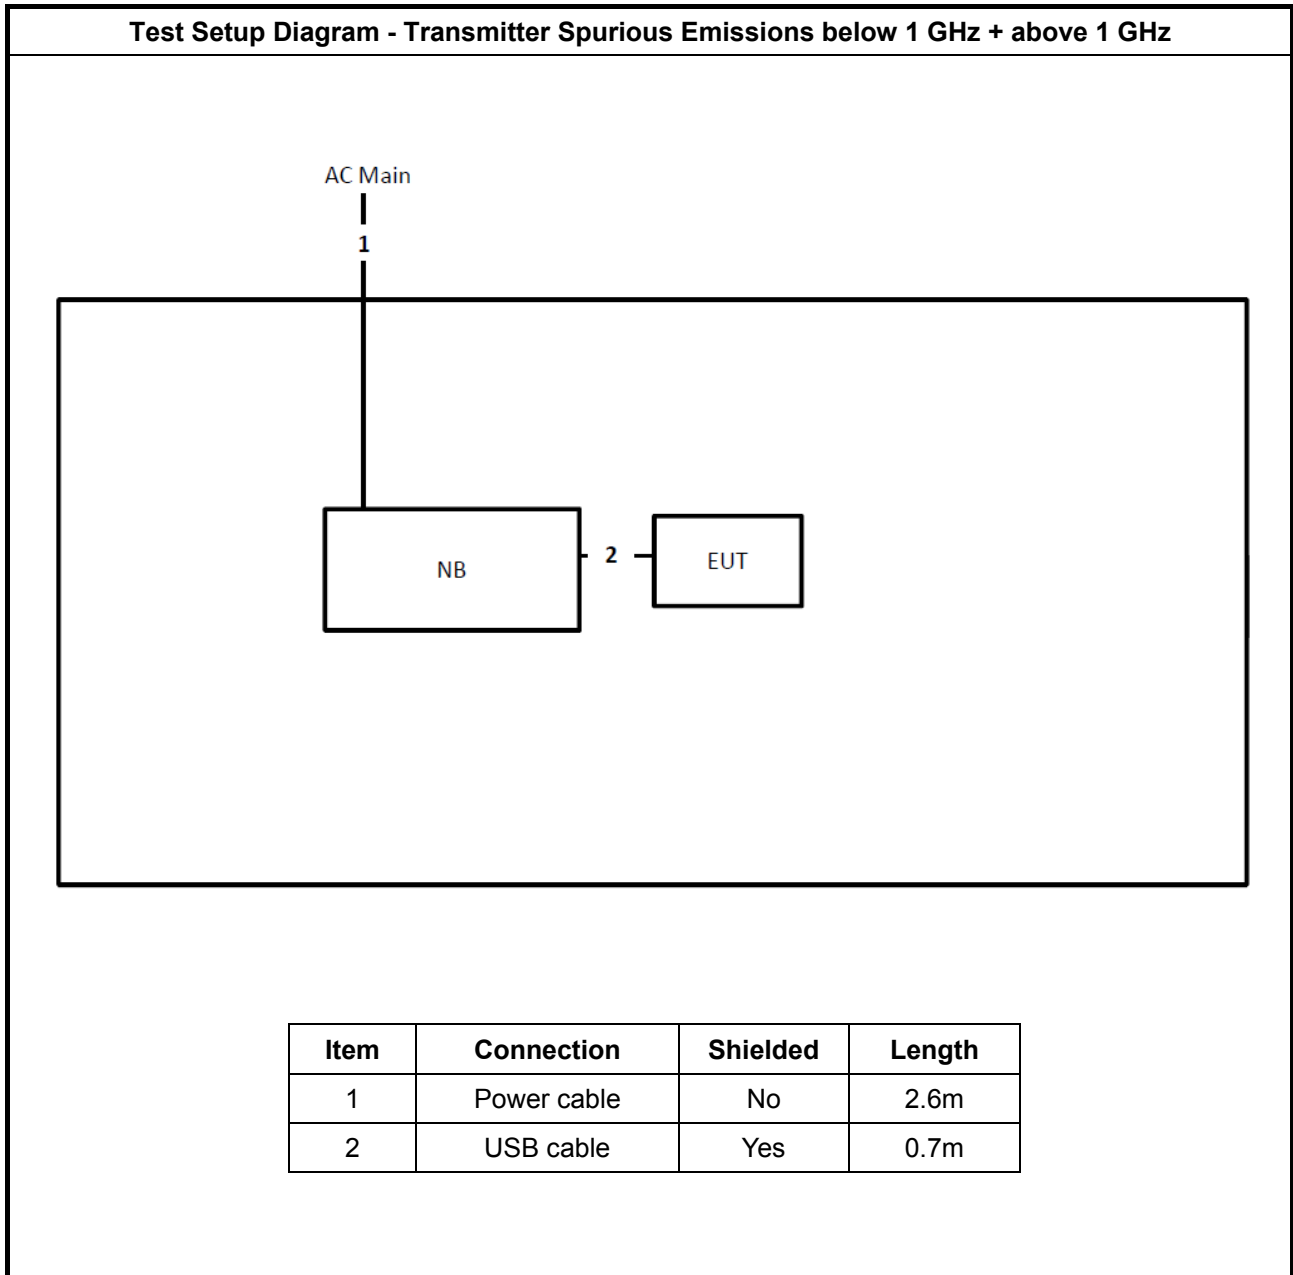 Test Setup Diagram - Transmitter Spurious Emissions below 1 GHz + above 1 GHz
AC Main
1
NB
2
EUT
Item Connection Shielded Length
1 Power cable No 2.6m
2 USB cable Yes 0.7m